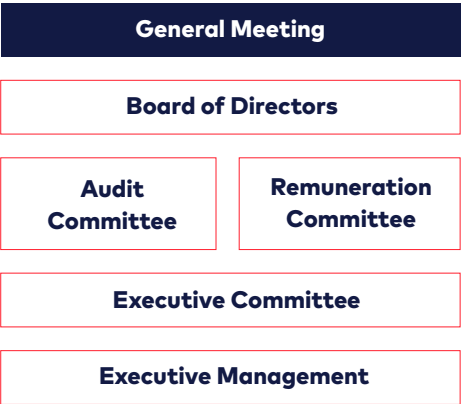 General Meeting
Board of Directors
Audit
Committee
Remuneration
Committee
Executive Committee
Executive Management